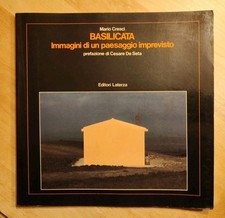 Mario Cresci
BASILICATA
Immagini di un paesaggio imprevisto
prefazione di Cesare De Seta
Editori Laterza